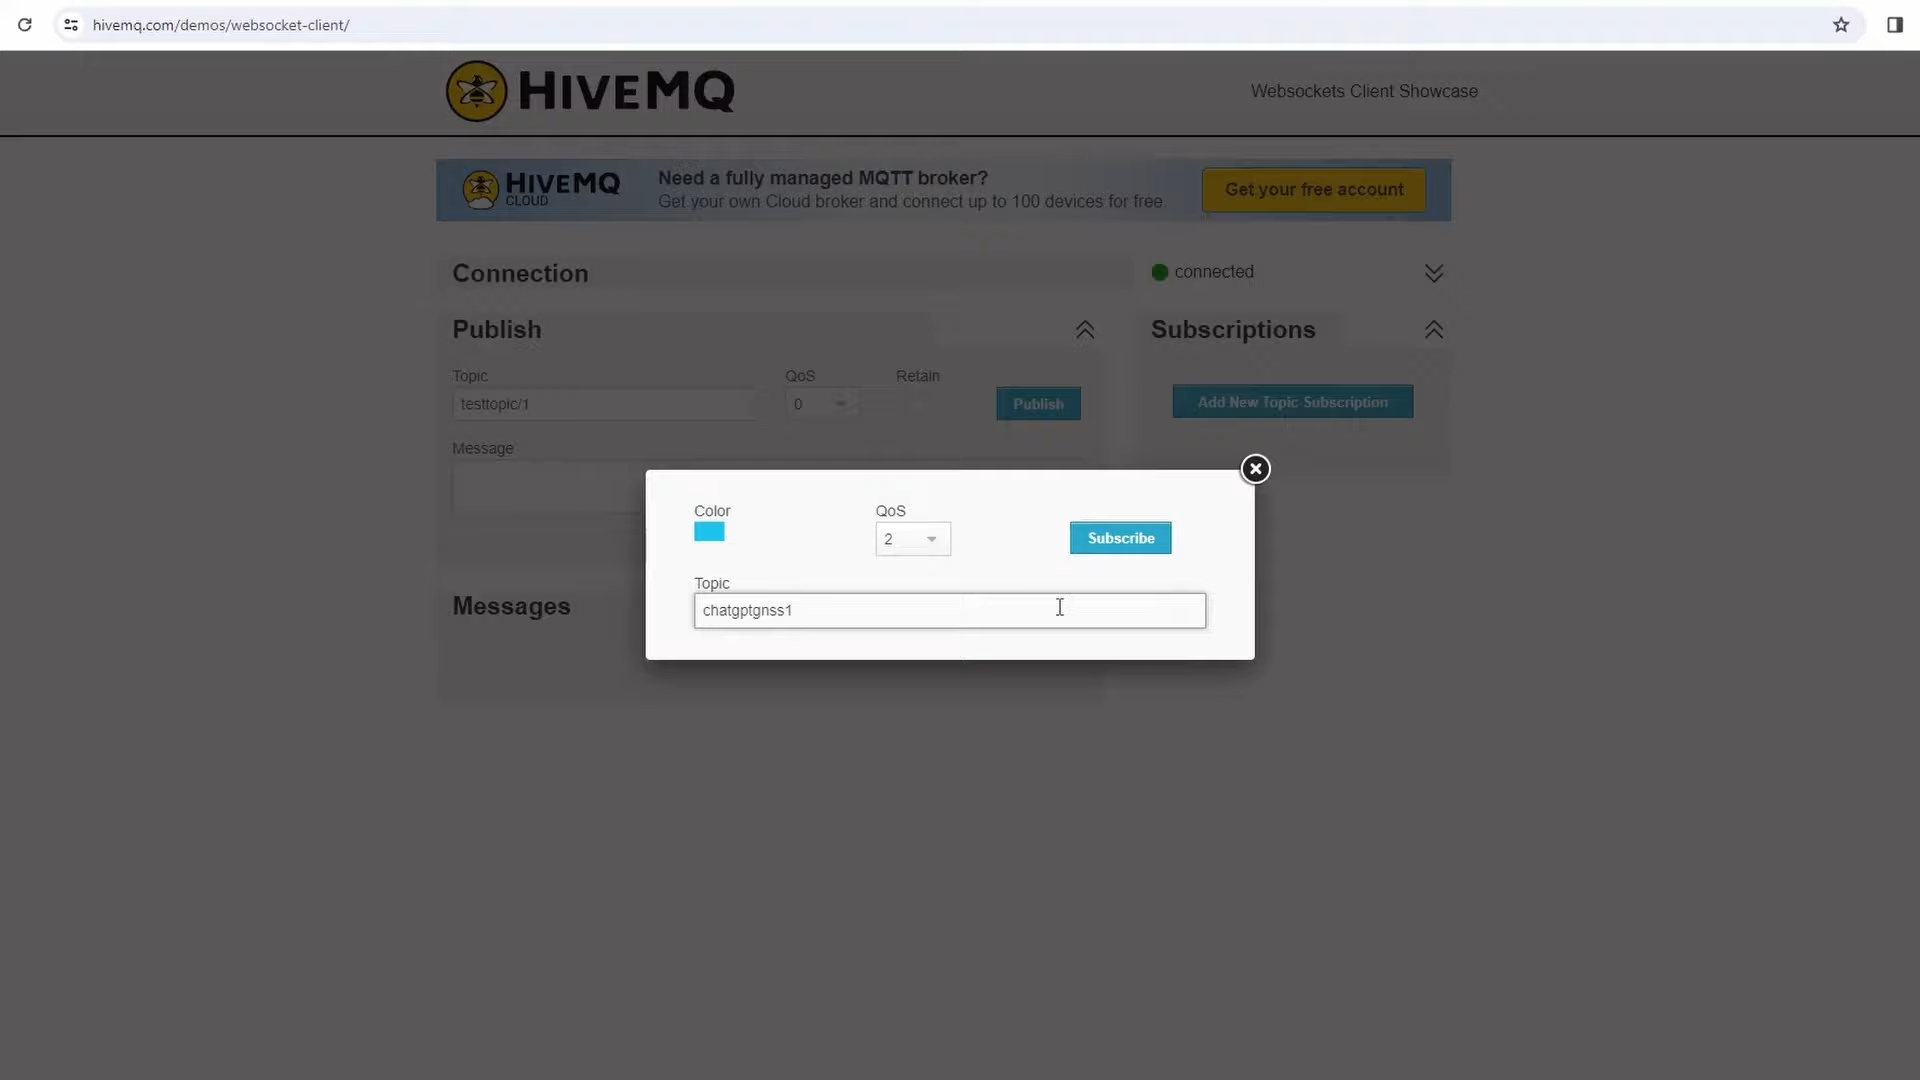 hivemq.com/demos/websocket-client/
HIVEMQ
Websockets Client Showcase
HIVEMQ
CLOUD
Need a fully managed MQTT broker?
Get your own Cloud broker and connect up to 100 devices for free
Get your free account
Connection
connected
Publish
Subscriptions
Topic
QoS
Retain
testtopic/1
0
Publish
Add New Topic Subscription
Message
Color
QoS
2
Subscribe
Topic
chatgptgnss1
Messages